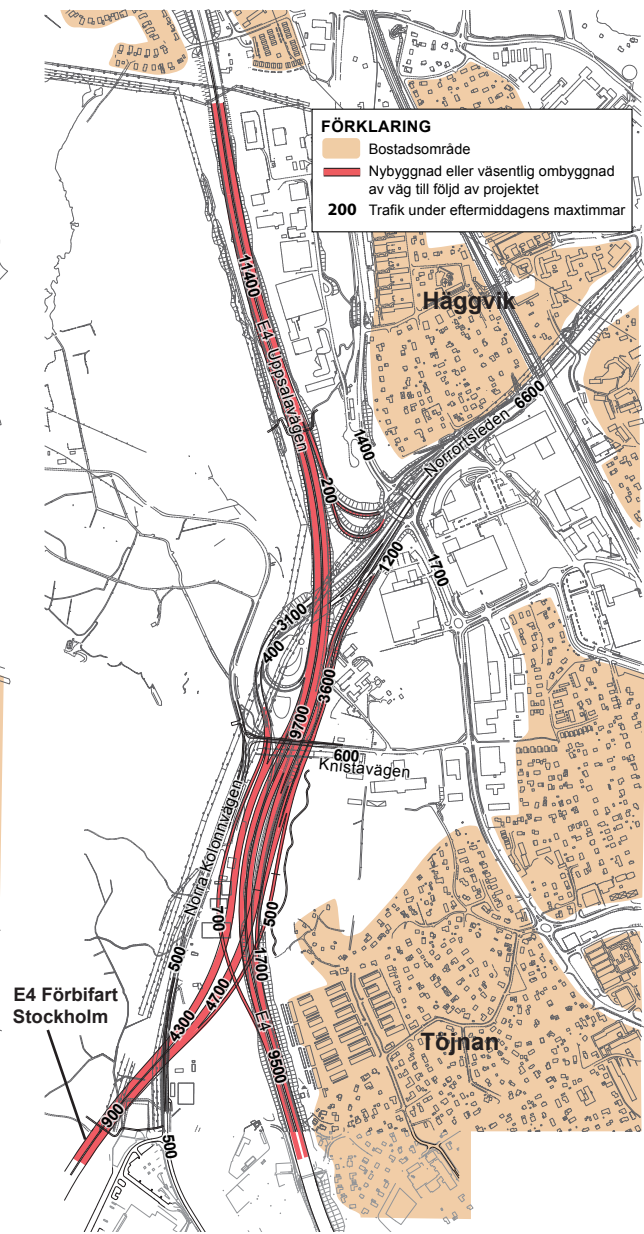 FÖRKLARING
Bostadsområde
Nybyggnad eller väsentlig ombyggnad
av väg till följd av projektet
200 Trafik under eftermiddagens maxtimmar
11400
E4 Uppsalavägen
Häggvik
1400
Norrortsleden
6600
200
1200
1700
3100
400
3600
9700
600
Knistavägen
Norra Kolonnvägen
700
500
500
1700
E4
4700
4300
9500
E4 Förbifart
Stockholm
Töjnan
900
500